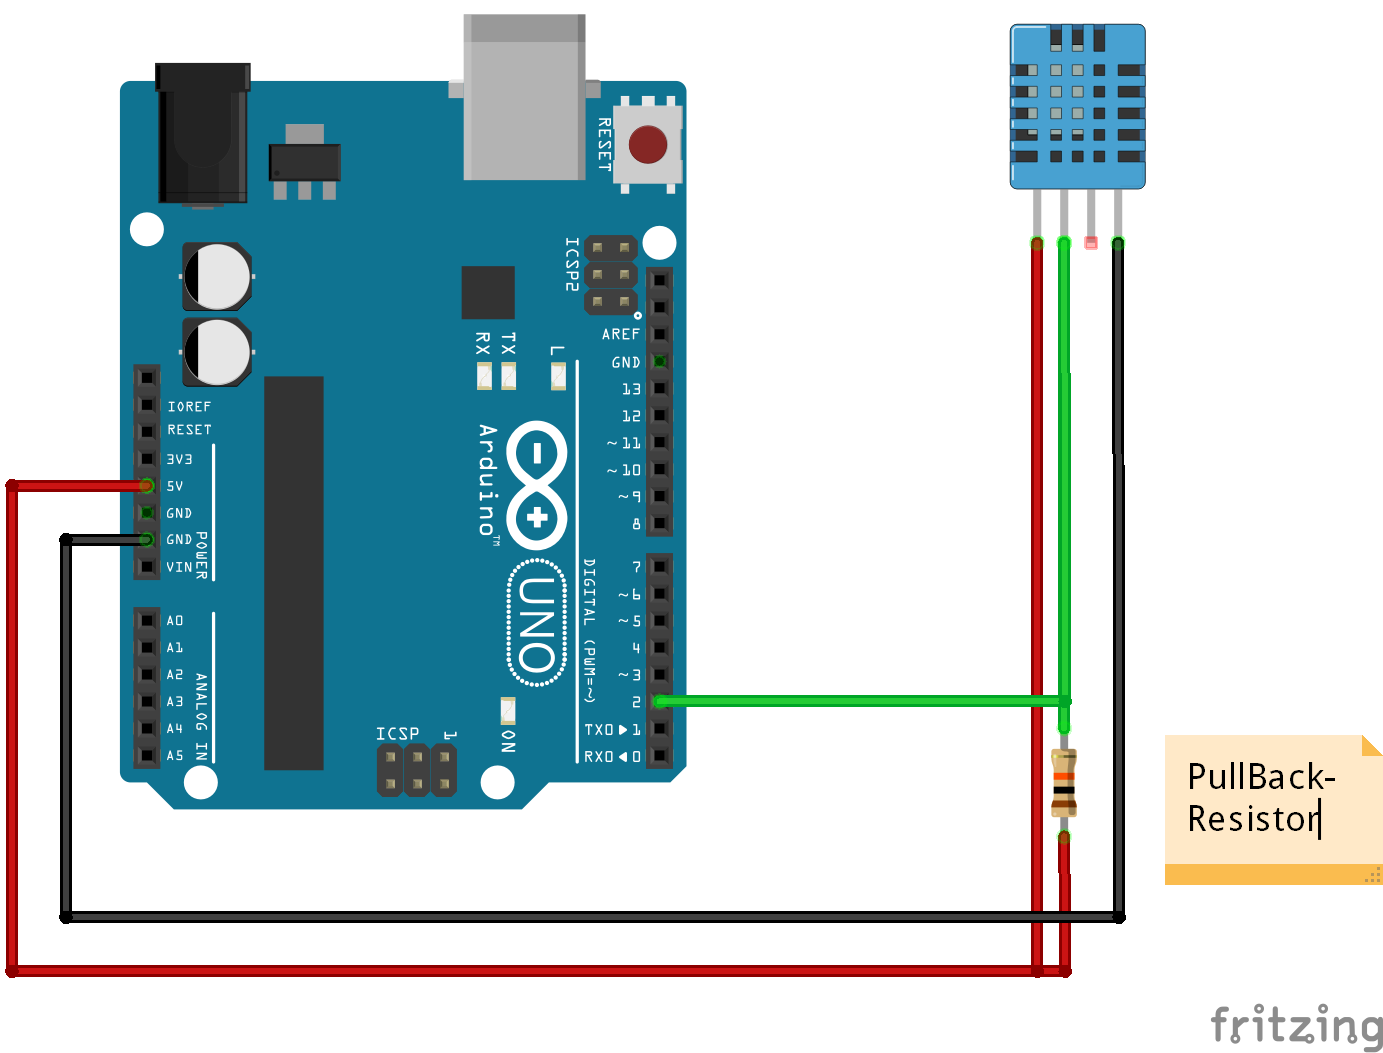 RESET
ICSP2
AREF
GND
13
12
~11
~10
~9
8
RX
TX
L
IOREF
RESET
3V3
5V
GND
GND
VIN
POWER
Arduino™
UNO
DIGITAL (PWM=~)
7
~6
~5
4
~3
2
TX0▶1
RX0◀0
A0
A1
A2
A3
A4
A5
ANALOG IN
ICSP
1
ON
PullBack-
Resistor
fritzing